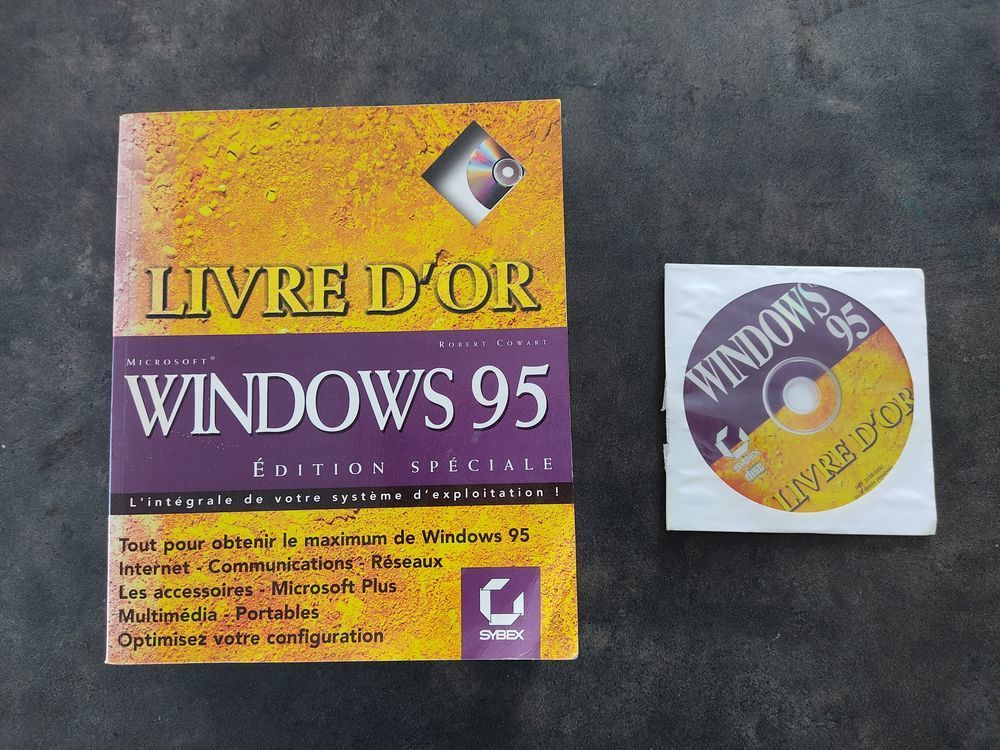 LIVRE D'OR
ROBERT COWART
MICROSOFT®
WINDOWS 95
ÉDITION SPÉCIALE
L'intégrale de votre système d'exploitation !
Tout pour obtenir le maximum de Windows 95
Internet - Communications - Réseaux
Les accessoires - Microsoft Plus
Multimédia - Portables
Optimisez votre configuration
SYBEX
WINDOWS
95
SYBEX
disc
LIVRE D'OR